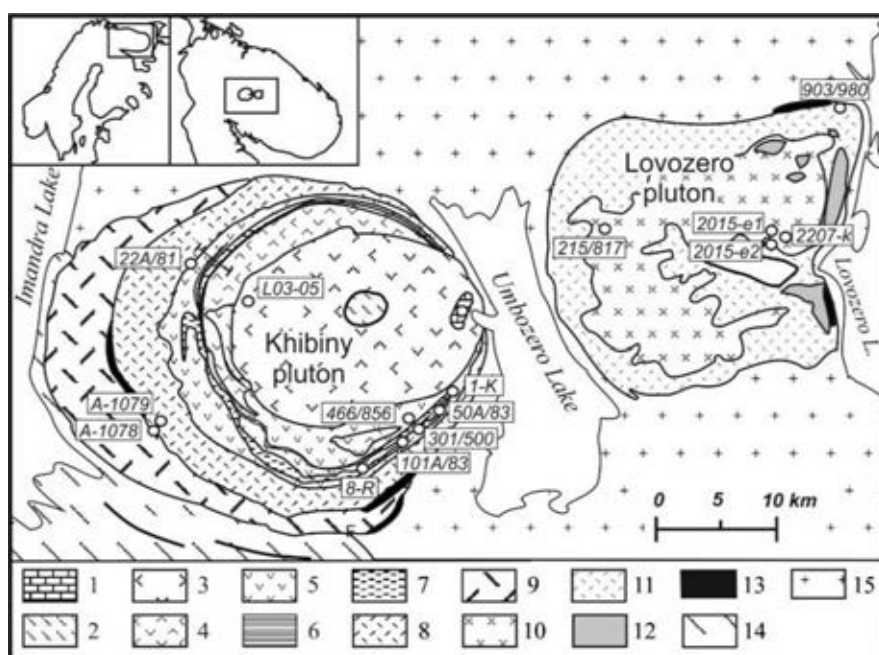 903/980
Lovozero
pluton
Imandra Lake
2015-e1
22A/81
215/817
2207-k
2015-e2
L03-05
Umbozero Lake
Lovozero L.
Khibiny
pluton
1-K
A-1079
466/856
50A/83
A-1078
301/500
101A/83
8-R
0 5 10 km
1 3 5 7 9 11 13 15
2 4 6 8 10 12 14